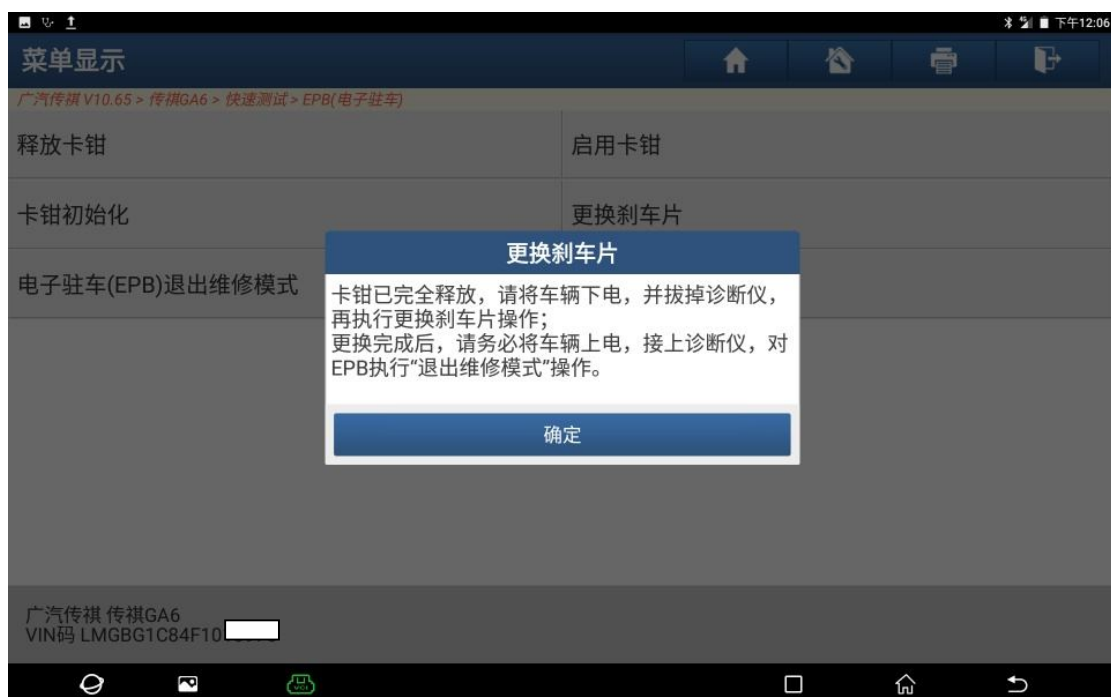 下午12:06
菜单显示
广汽传祺 V10.65 > 传祺GA6 > 快速测试 > EPB(电子驻车)
释放卡钳
启用卡钳
卡钳初始化
更换刹车片
电子驻车(EPB)退出维修模式
更换刹车片
卡钳已完全释放，请将车辆下电，并拔掉诊断仪，
再执行更换刹车片操作；
更换完成后，请务必将车辆上电，接上诊断仪，对
EPB执行“退出维修模式”操作。
确定
广汽传祺 传祺GA6
VIN码 LMGBG1C84F10
VCI